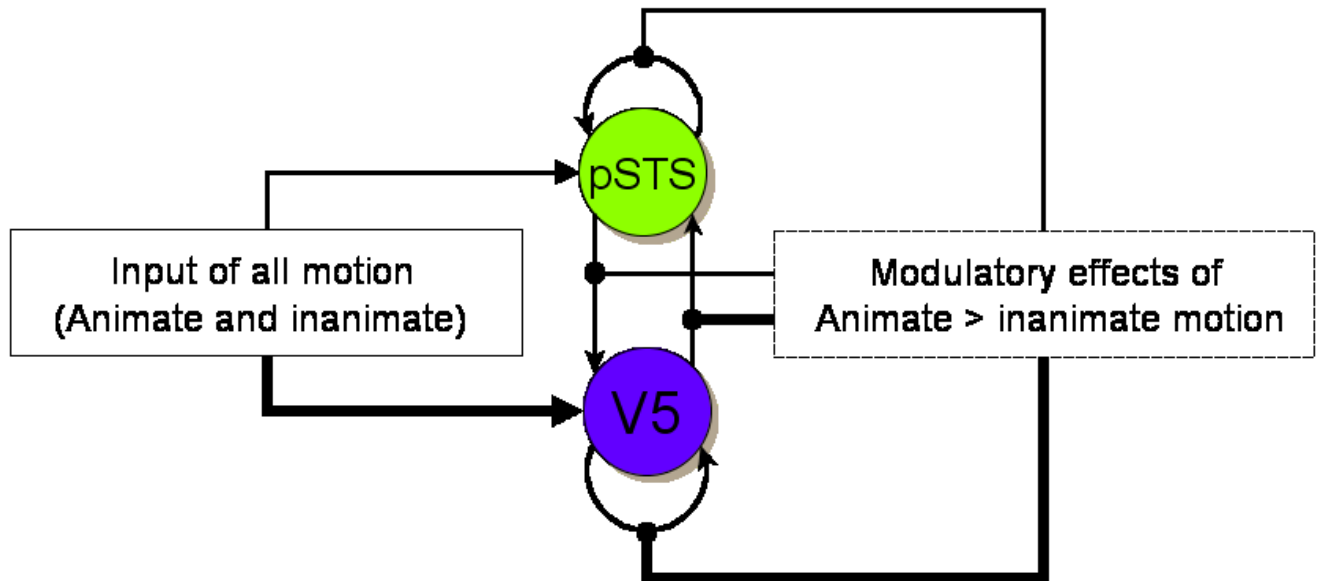 pSTS
Input of all motion
(Animate and inanimate)
Modulatory effects of
Animate > inanimate motion
V5